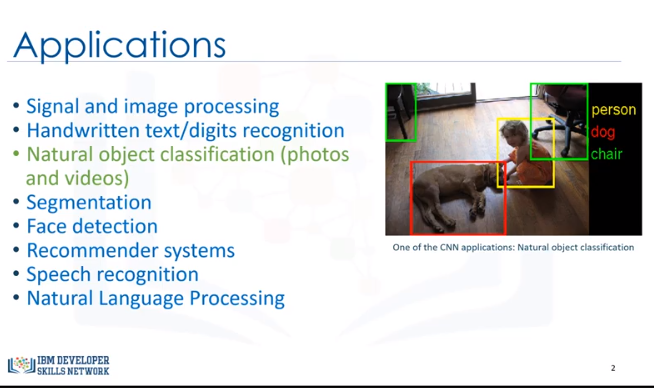 Applications
• Signal and image processing
• Handwritten text/digits recognition
• Natural object classification (photos
and videos)
• Segmentation
• Face detection
• Recommender systems
• Speech recognition
• Natural Language Processing
person
dog
chair
One of the CNN applications: Natural object classification
IBM DEVELOPER
SKILLS NETWORK
2